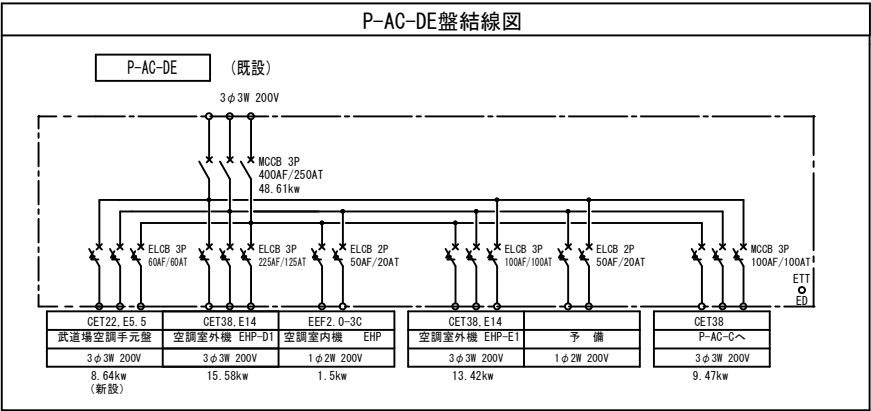 P-AC-DE盤結線図
P-AC-DE (既設)
3φ3W 200V
MCCB 3P
400AF/250AT
48.61kw
ELCB 3P
60AF/60AT
ELCB 3P
225AF/125AT
ELCB 2P
50AF/20AT
ELCB 3P
100AF/100AT
ELCB 2P
50AF/20AT
MCCB 3P
100AF/100AT
ETT
ED
CET22, E5.5 CET38, E14 EEF2.0-3C CET38, E14 CET38
武道場空調手元盤 空調室外機 EHP-D1 空調室内機 EHP 空調室外機 EHP-E1 予 備 P-AC-Cへ
3φ3W 200V 3φ3W 200V 1φ2W 200V 3φ3W 200V 1φ2W 200V 3φ3W 200V
8.64kw 15.58kw 1.5kw 13.42kw 9.47kw
(新設)